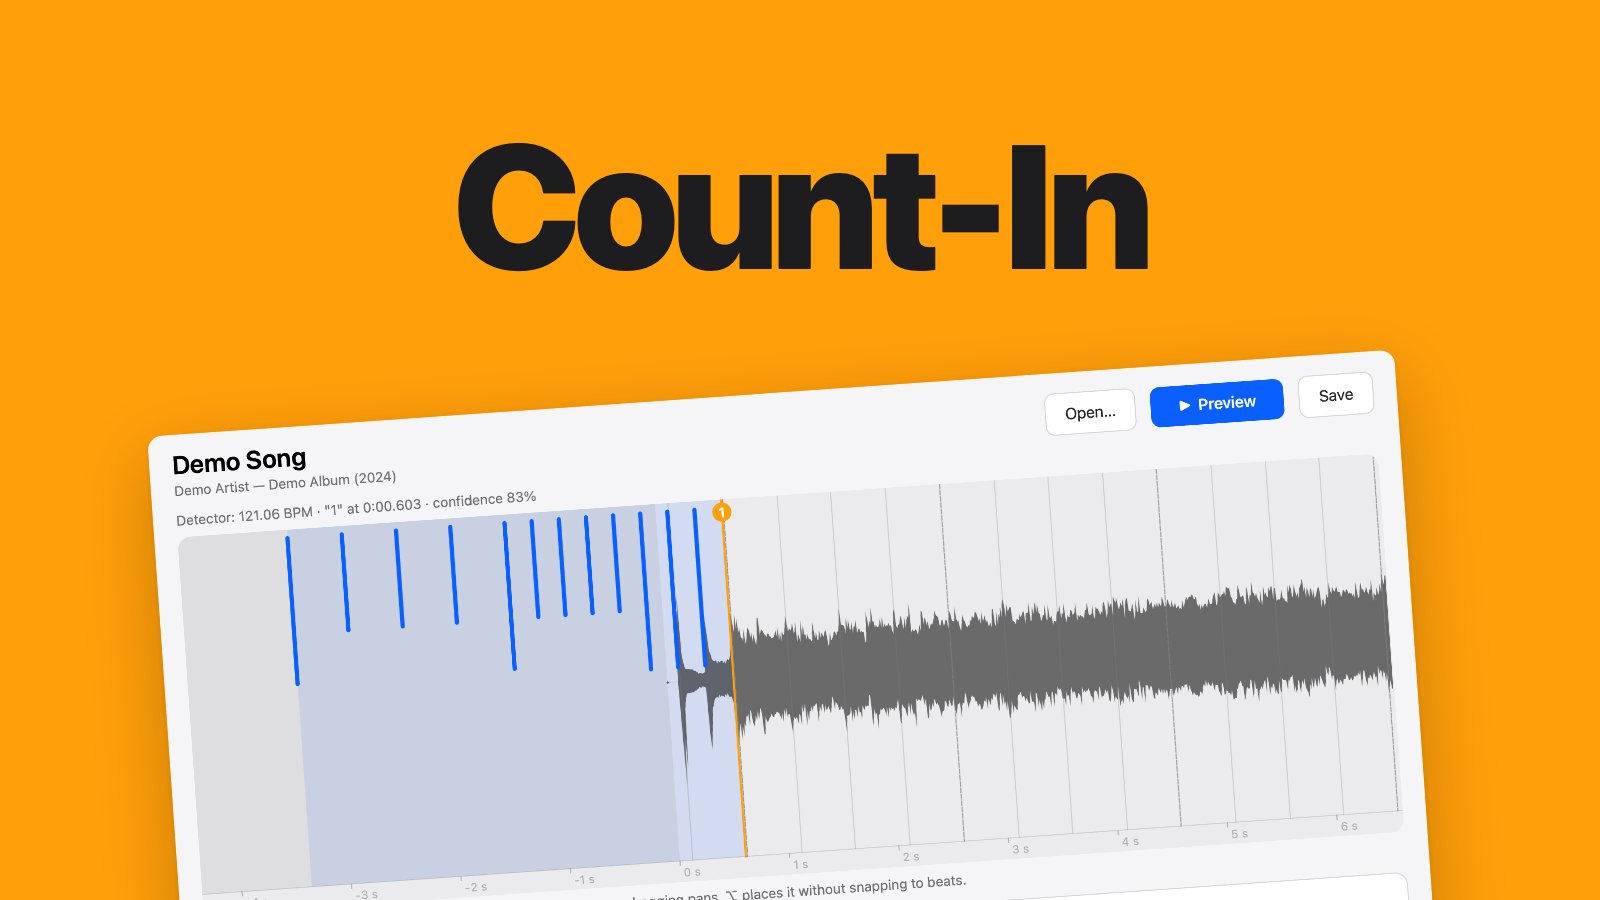 Count-In
Open...
▶ Preview
Save
Demo Song
Demo Artist — Demo Album (2024)
Detector: 121.06 BPM · "1" at 0:00.603 · confidence 83%
1
-3 s
-2 s
-1 s
0 s
1 s
2 s
3 s
4 s
5 s
6 s
pans, ⌥ places it without snapping to beats.